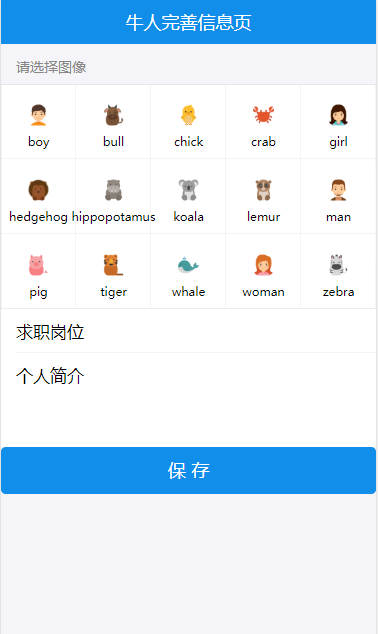 牛人完善信息页
请选择图像
boy bull chick crab girl
hedgehog hippopotamus koala lemur man
pig tiger whale woman zebra
求职岗位
个人简介
保 存